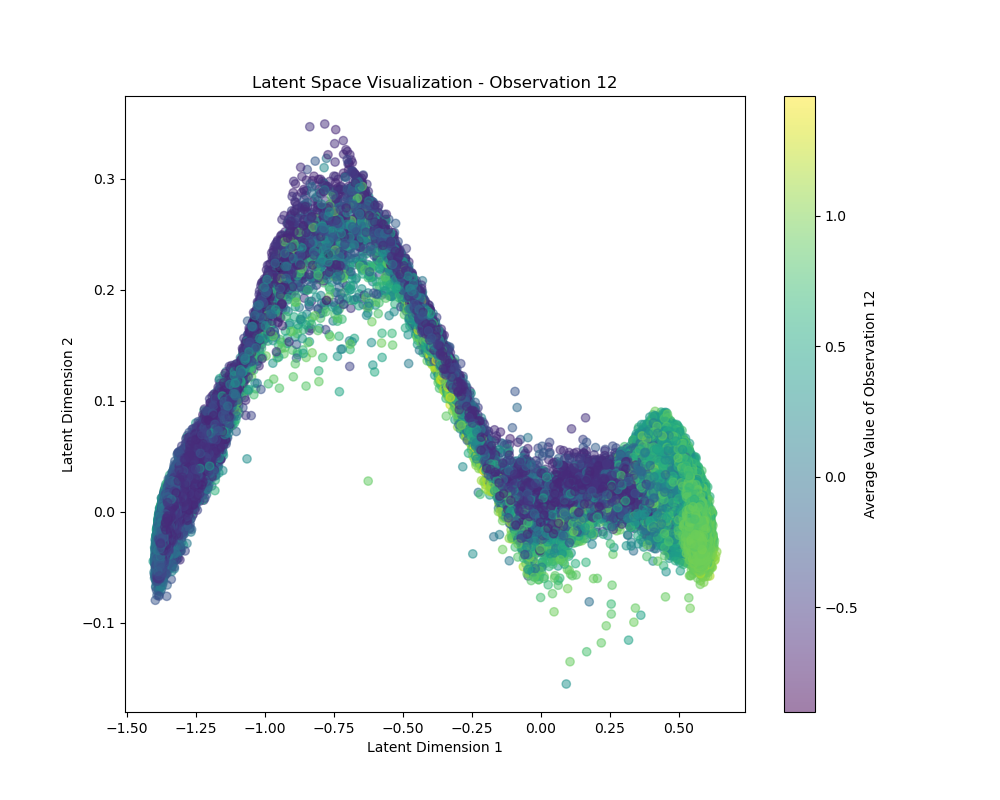 Latent Space Visualization - Observation 12
0.3
0.2
0.1
0.0
−0.1
Latent Dimension 2
−1.50 −1.25 −1.00 −0.75 −0.50 −0.25 0.00 0.25 0.50
Latent Dimension 1
1.0
0.5
0.0
−0.5
Average Value of Observation 12